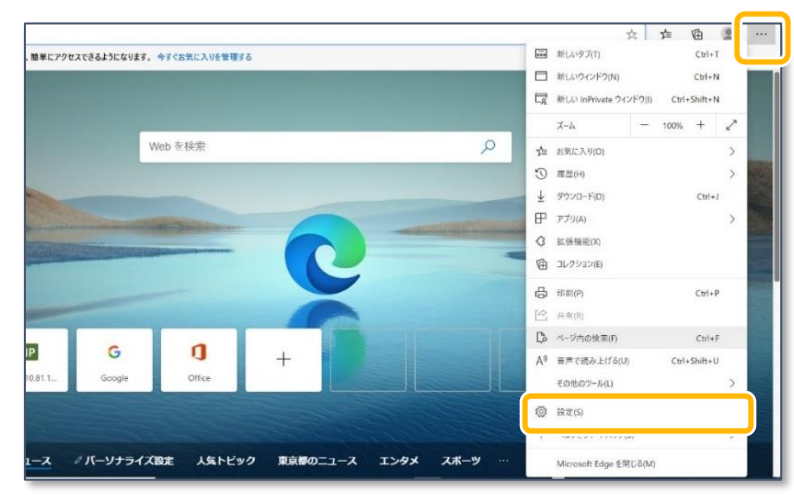 簡単にアクセスできるようになります。 今すぐお気に入りを管理する
新しいタブ(T) Ctrl+T
新しいウィンドウ(N) Ctrl+N
新しい InPrivate ウィンドウ(I) Ctrl+Shift+N
ズーム — 100% +
お気に入り(O)
履歴(H)
ダウンロード(D) Ctrl+J
アプリ(A)
拡張機能(X)
コレクション(E)
印刷(P) Ctrl+P
共有(R)
ページ内の検索(F) Ctrl+F
音声で読み上げる(U) Ctrl+Shift+U
その他のツール(L)
設定(S)
Microsoft Edge を閉じる(M)
Web を検索
IP
10.81.1...
Google
Office
ュース パーソナライズ設定 人気トピック 東京都のニュース エンタメ スポーツ ...